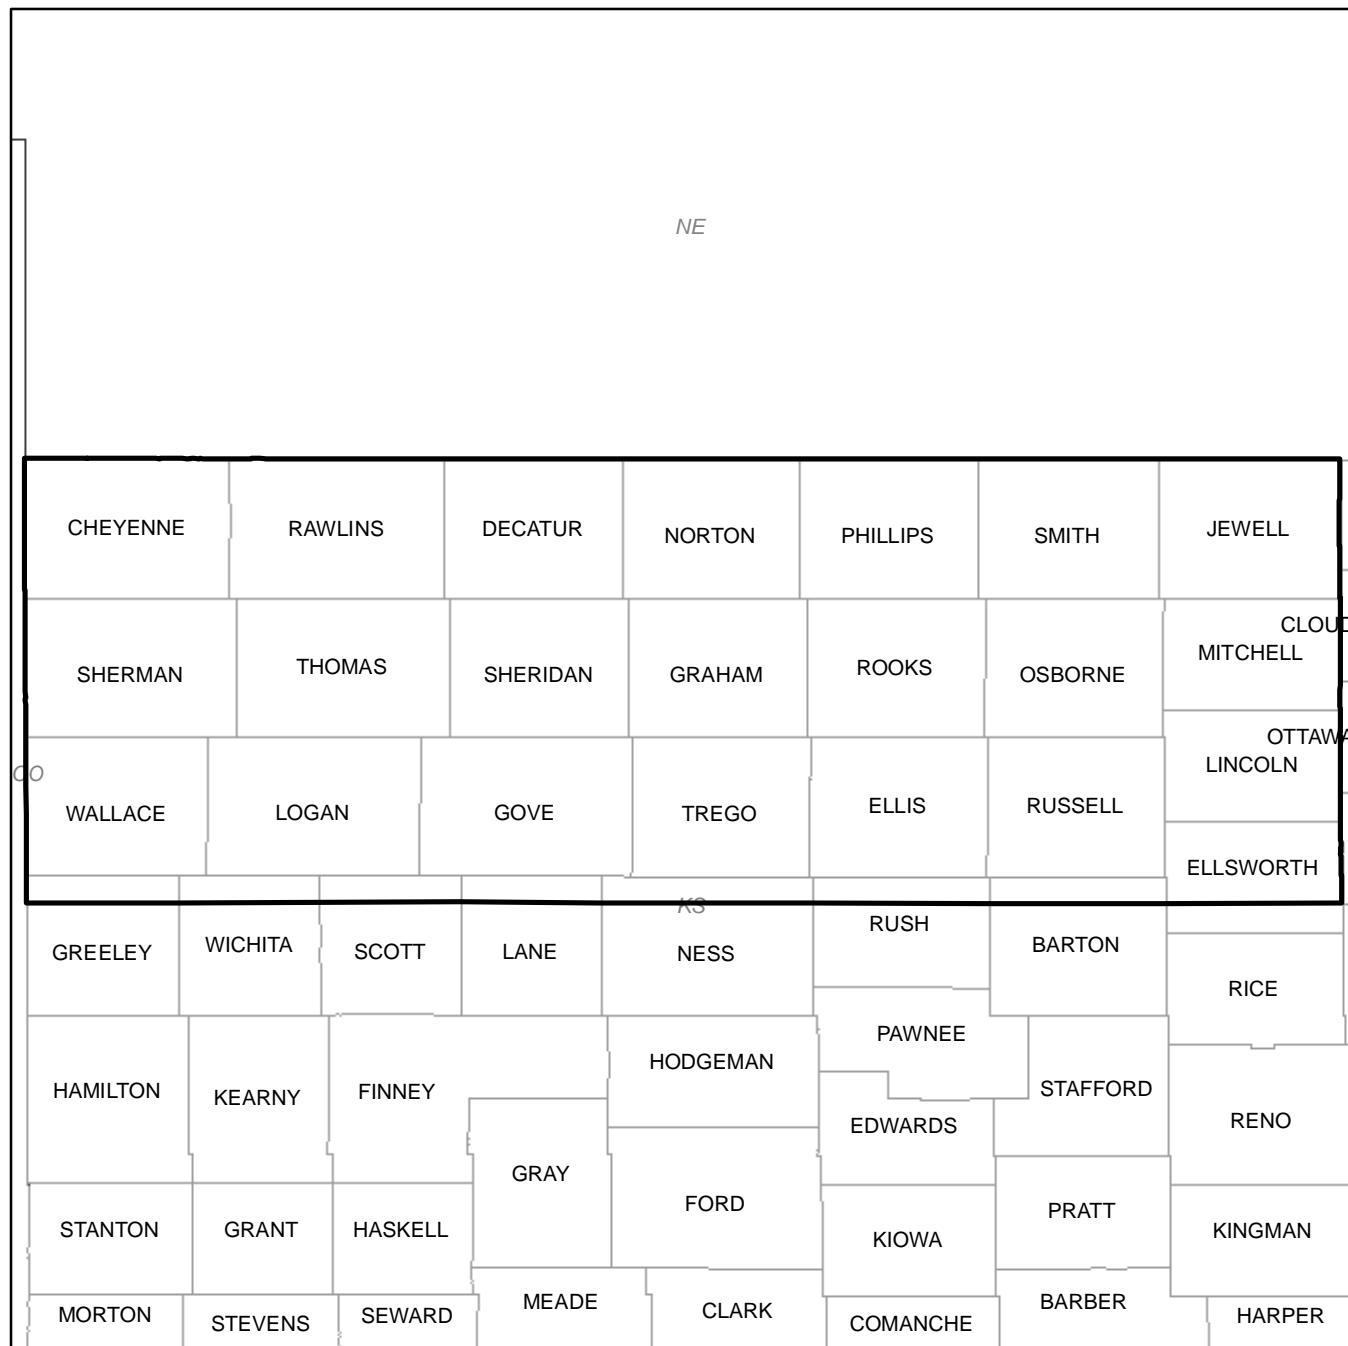 NE
CHEYENNE RAWLINS DECATUR NORTON PHILLIPS SMITH JEWELL
CLOUD
SHERMAN THOMAS SHERIDAN GRAHAM ROOKS OSBORNE MITCHELL
OTTAWA
CO LINCOLN
WALLACE LOGAN GOVE TREGO ELLIS RUSSELL
ELLSWORTH
KS
GREELEY WICHITA SCOTT LANE NESS RUSH BARTON
RICE
PAWNEE
HAMILTON KEARNY FINNEY HODGEMAN STAFFORD
EDWARDS RENO
GRAY
STANTON GRANT HASKELL FORD KIOWA PRATT KINGMAN
MORTON STEVENS SEWARD MEADE CLARK COMANCHE BARBER HARPER